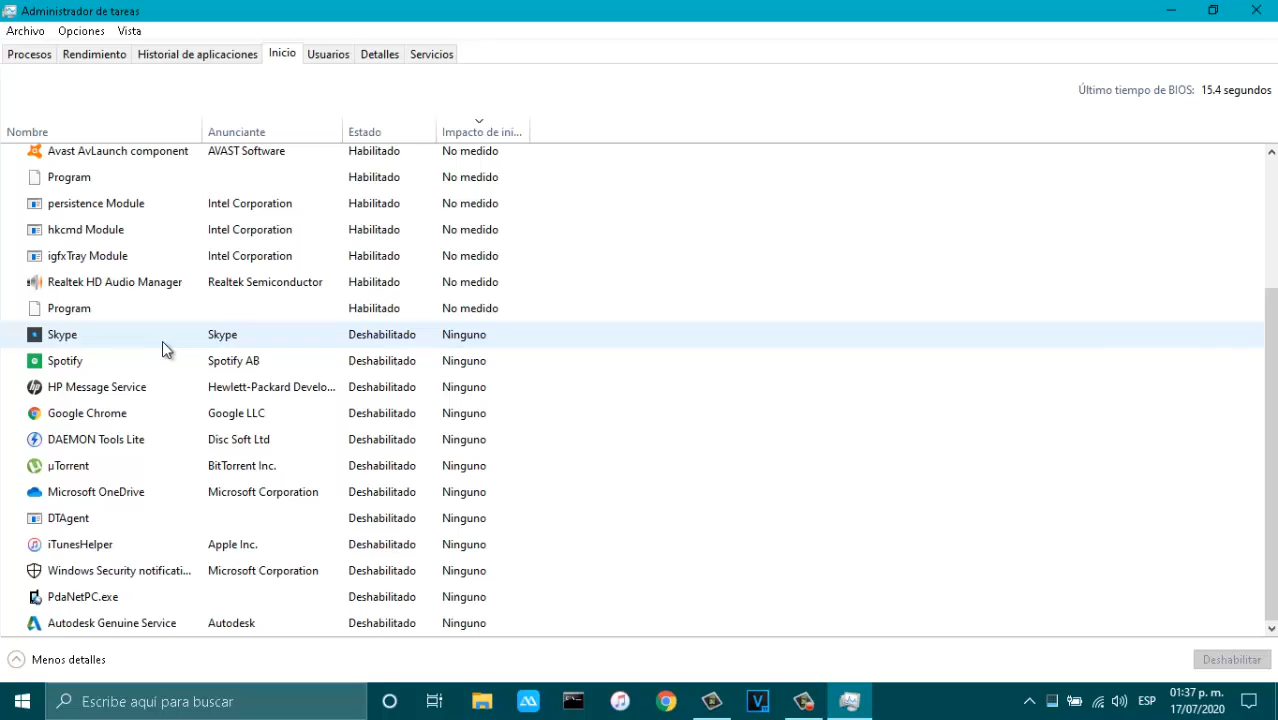 Administrador de tareas
Archivo Opciones Vista
Procesos Rendimiento Historial de aplicaciones Inicio Usuarios Detalles Servicios
Último tiempo de BIOS: 15.4 segundos
Nombre Anunciante Estado Impacto de ini...
Avast AvLaunch component AVAST Software Habilitado No medido
Program Habilitado No medido
persistence Module Intel Corporation Habilitado No medido
hkcmd Module Intel Corporation Habilitado No medido
igfxTray Module Intel Corporation Habilitado No medido
Realtek HD Audio Manager Realtek Semiconductor Habilitado No medido
Program Habilitado No medido
Skype Skype Deshabilitado Ninguno
Spotify Spotify AB Deshabilitado Ninguno
HP Message Service Hewlett-Packard Develo... Deshabilitado Ninguno
Google Chrome Google LLC Deshabilitado Ninguno
DAEMON Tools Lite Disc Soft Ltd Deshabilitado Ninguno
µTorrent BitTorrent Inc. Deshabilitado Ninguno
Microsoft OneDrive Microsoft Corporation Deshabilitado Ninguno
DTAgent Deshabilitado Ninguno
iTunesHelper Apple Inc. Deshabilitado Ninguno
Windows Security notificati... Microsoft Corporation Deshabilitado Ninguno
PdaNetPC.exe Deshabilitado Ninguno
Autodesk Genuine Service Autodesk Deshabilitado Ninguno
Menos detalles Deshabilitar
Escribe aquí para buscar ESP 01:37 p. m.
17/07/2020